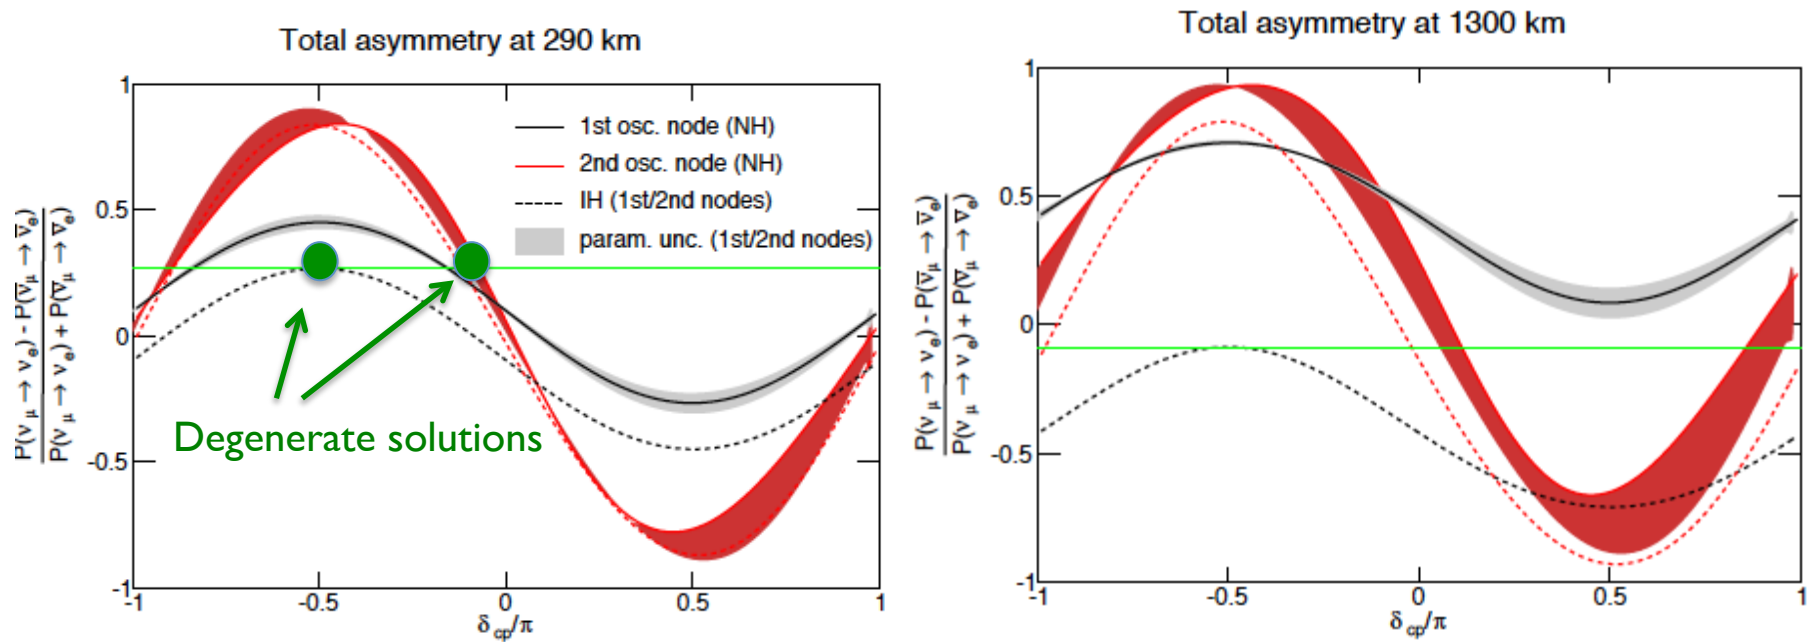 Total asymmetry at 290 km
1
0.5
0
-0.5
-1
-1
-0.5
0
0.5
1
δcp/π
P(νμ → νe) - P(ν̄μ → ν̄e)
P(νμ → νe) + P(ν̄μ → ν̄e)
1st osc. node (NH)
2nd osc. node (NH)
IH (1st/2nd nodes)
param. unc. (1st/2nd nodes)
Degenerate solutions
Total asymmetry at 1300 km
1
0.5
0
-0.5
-1
-1
-0.5
0
0.5
1
δcp/π
P(νμ → νe) - P(ν̄μ → ν̄e)
P(νμ → νe) + P(ν̄μ → ν̄e)